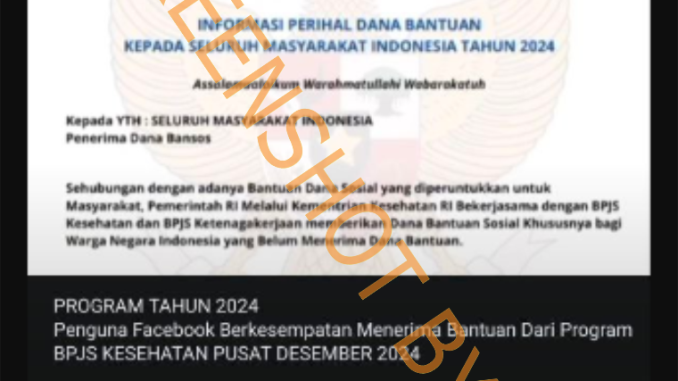 INFORMASI PERIHAL DANA BANTUAN
KEPADA SELURUH MASYARAKAT INDONESIA TAHUN 2024
Assalamualaikum Warahmatullahi Wabarakatuh
Kepada YTH : SELURUH MASYARAKAT INDONESIA
Penerima Dana Bansos
Sehubungan dengan adanya Bantuan Dana Sosial yang diperuntukkan untuk
Masyarakat, Pemerintah RI Melalui Kementrian Kesehatan RI Bekerjasama dengan BPJS
Kesehatan dan BPJS Ketenagakerjaan memberikan Dana Bantuan Sosial Khususnya bagi
Warga Negara Indonesia yang Belum Menerima Dana Bantuan.
PROGRAM TAHUN 2024
Penguna Facebook Berkesempatan Menerima Bantuan Dari Program
BPJS KESEHATAN PUSAT DESEMBER 2024
REENSHOT BY